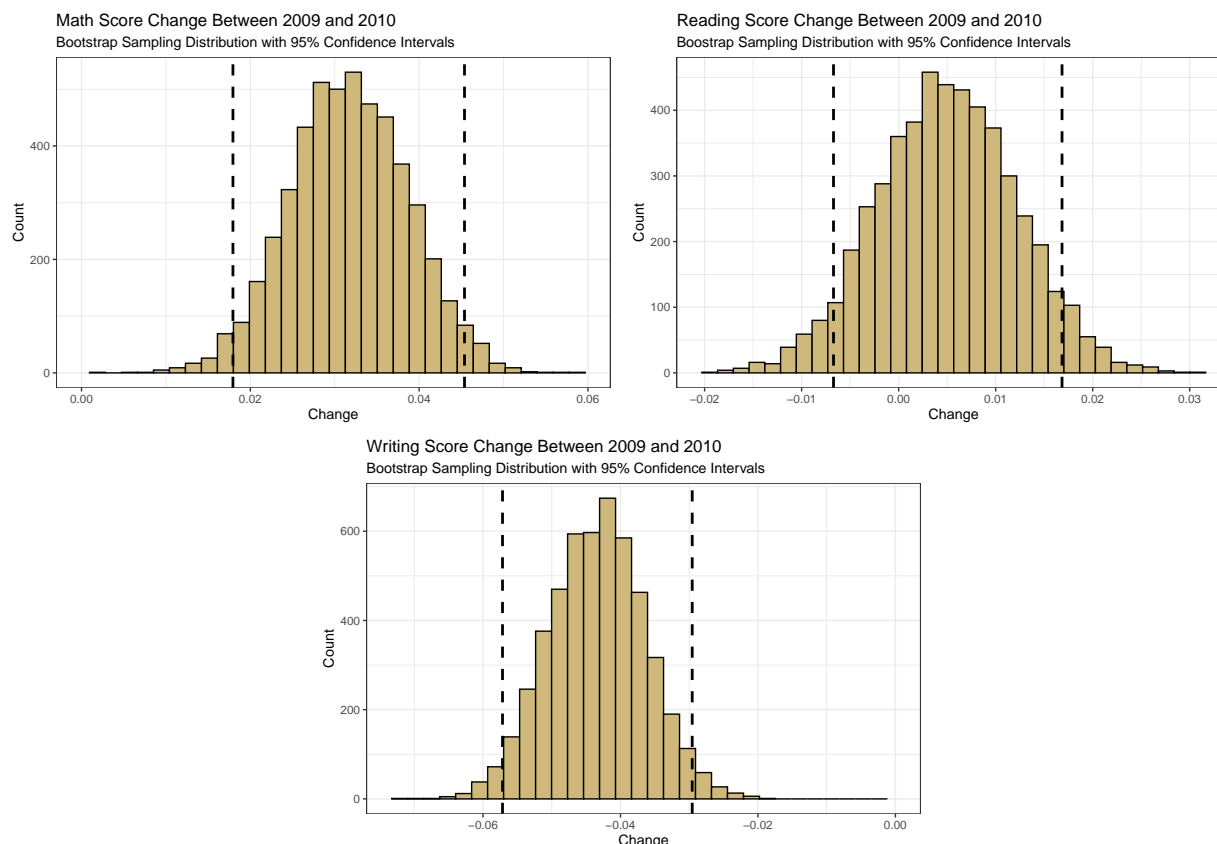 Math Score Change Between 2009 and 2010
Bootstrap Sampling Distribution with 95% Confidence Intervals
400
200
0
Count
0.00 0.02 0.04 0.06
Change
Reading Score Change Between 2009 and 2010
Boostrap Sampling Distribution with 95% Confidence Intervals
400
300
200
100
0
Count
−0.02 −0.01 0.00 0.01 0.02 0.03
Change
Writing Score Change Between 2009 and 2010
Bootstrap Sampling Distribution with 95% Confidence Intervals
600
400
200
0
Count
−0.06 −0.04 −0.02 0.00
Change